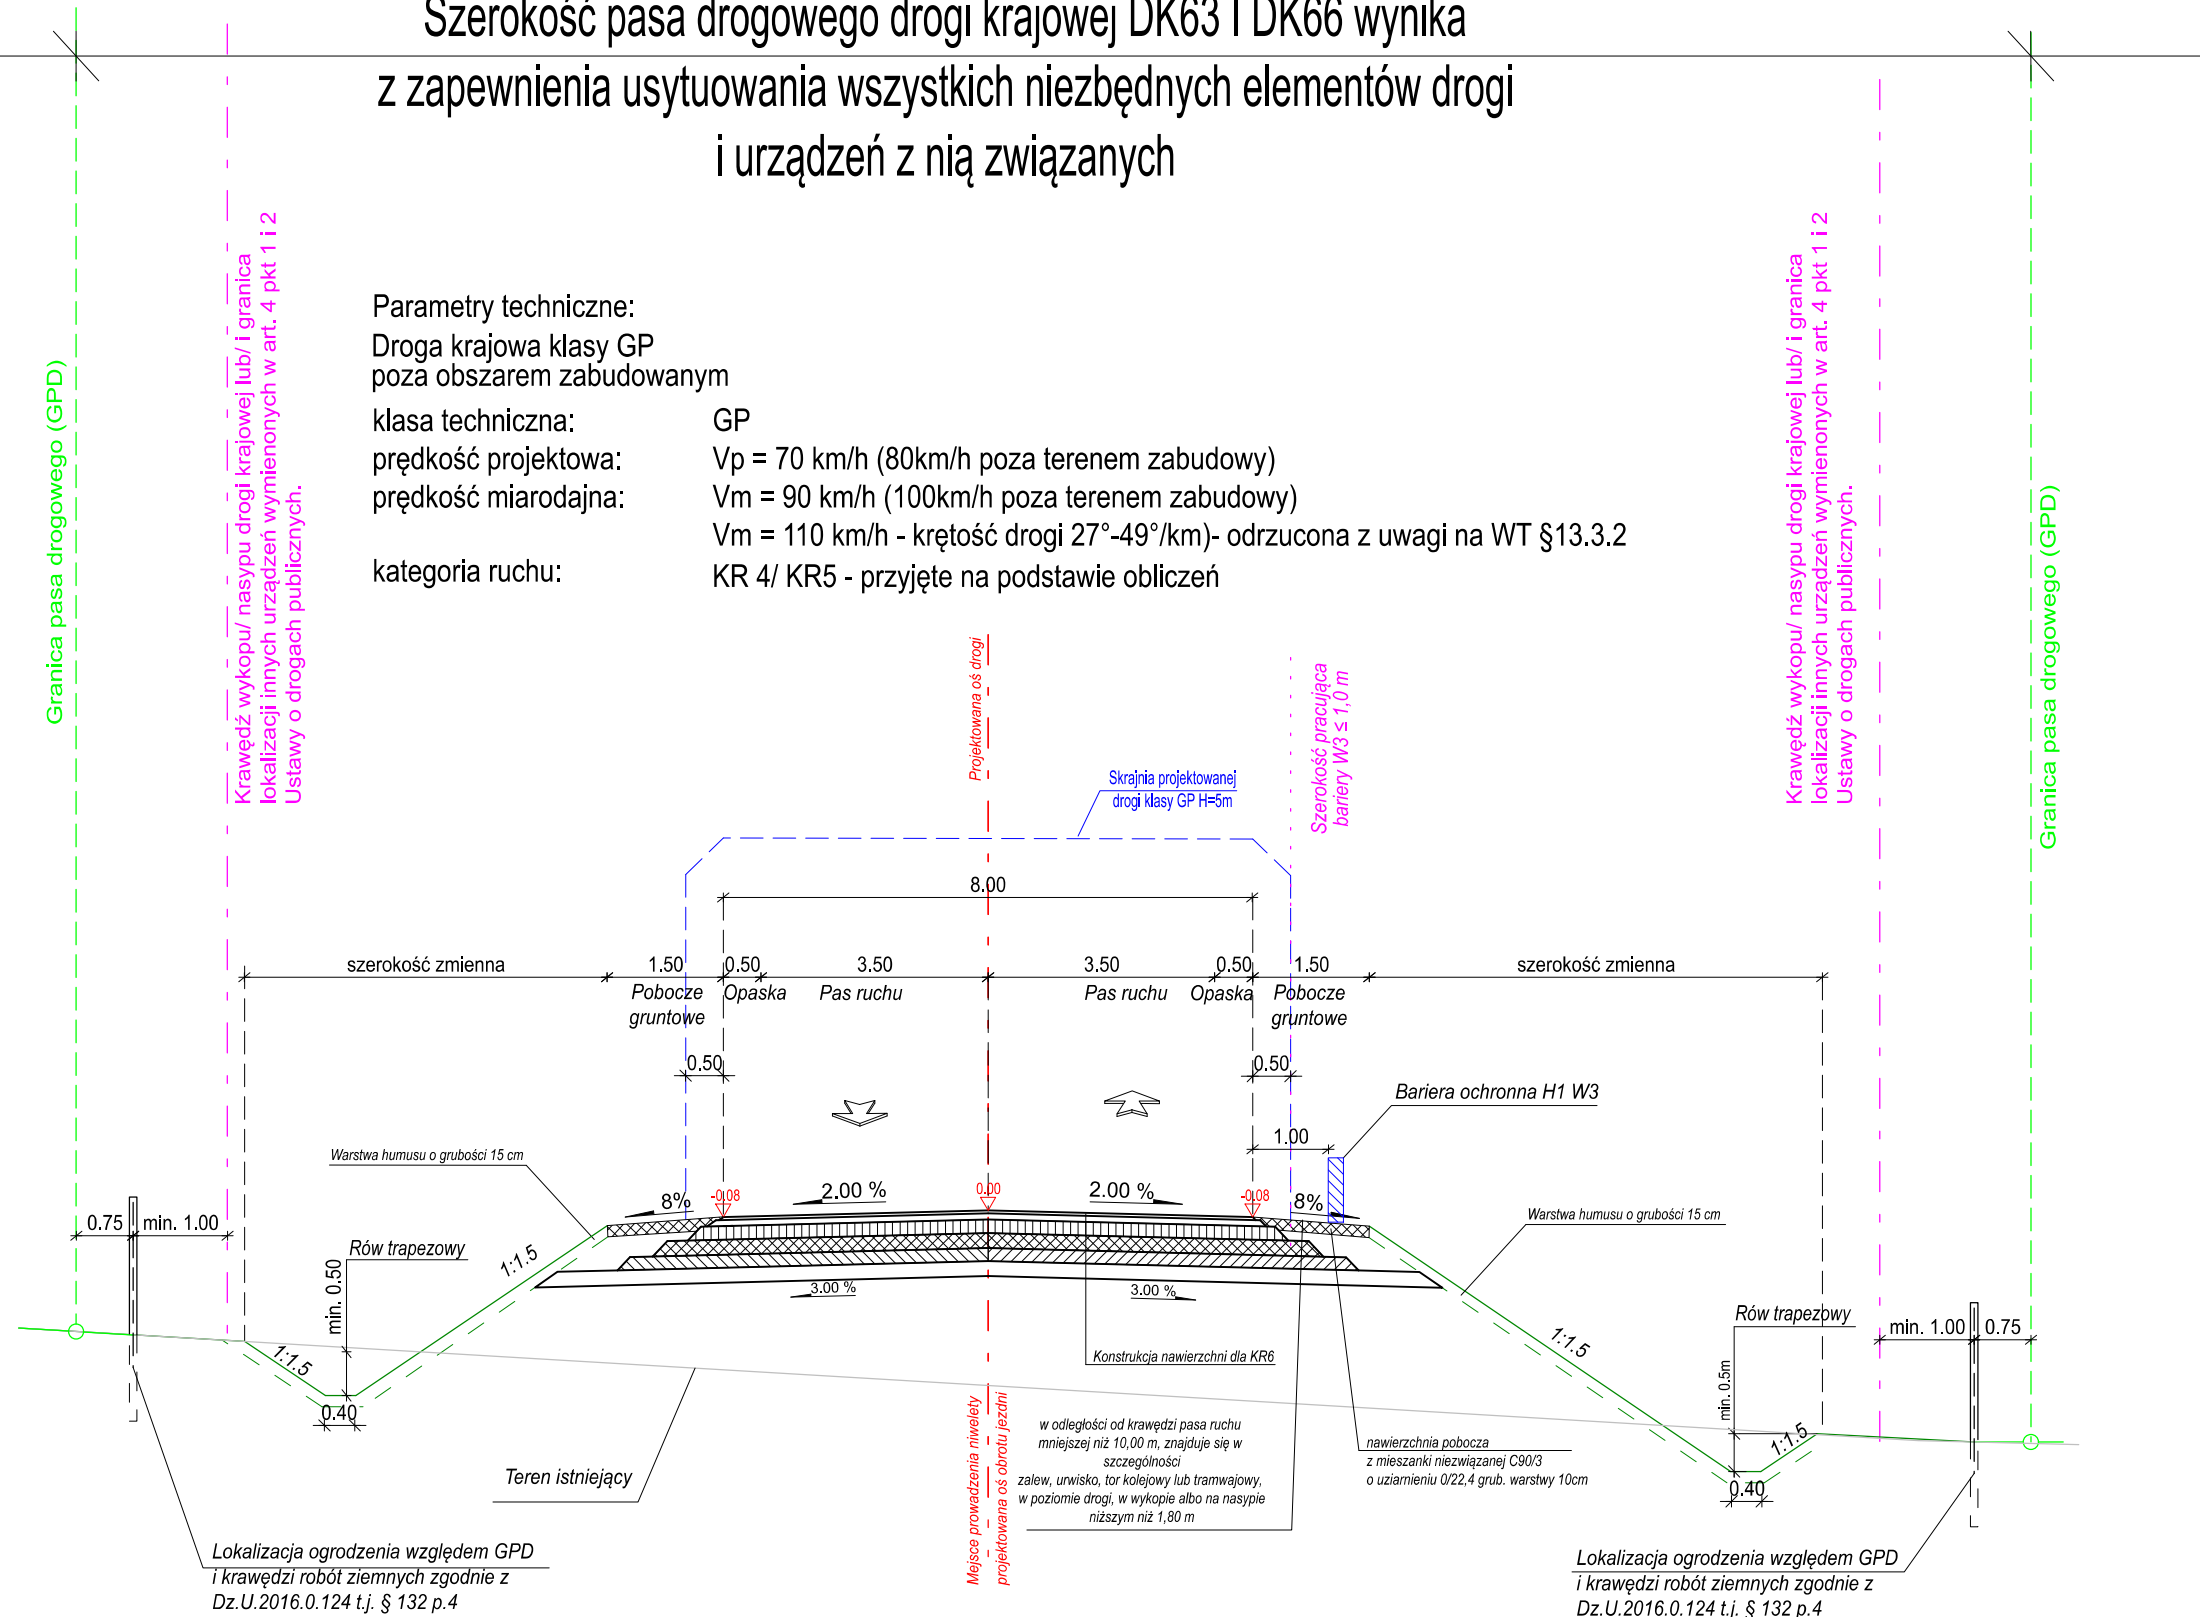 Szerokość pasa drogowego drogi krajowej DK63 i DK66 wynika
z zapewnienia usytuowania wszystkich niezbędnych elementów drogi
i urządzeń z nią związanych
Parametry techniczne:
Droga krajowa klasy GP
poza obszarem zabudowanym
klasa techniczna: GP
prędkość projektowa: Vp = 70 km/h (80km/h poza terenem zabudowy)
prędkość miarodajna: Vm = 90 km/h (100km/h poza terenem zabudowy)
Vm = 110 km/h - krętość drogi 27°-49°/km)- odrzucona z uwagi na WT §13.3.2
kategoria ruchu: KR 4/ KR5 - przyjęte na podstawie obliczeń
Granica pasa drogowego (GPD)
Krawędź wykopu/ nasypu drogi krajowej lub/ i granica
lokalizacji innych urządzeń wymienonych w art. 4 pkt 1 i 2
Ustawy o drogach publicznych.
Projektowana oś drogi
Szerokość pracująca
bariery W3 ≤ 1,0 m
Krawędź wykopu/ nasypu drogi krajowej lub/ i granica
lokalizacji innych urządzeń wymienonych w art. 4 pkt 1 i 2
Ustawy o drogach publicznych.
Granica pasa drogowego (GPD)
Skrajnia projektowanej
drogi klasy GP H=5m
8.00
szerokość zmienna 1.50 0.50 3.50 3.50 0.50 1.50 szerokość zmienna
Pobocze Opaska Pas ruchu Pas ruchu Opaska Pobocze
gruntowe gruntowe
0.50 0.50
Bariera ochronna H1 W3
1.00
Warstwa humusu o grubości 15 cm
8% -0.08 2.00 % 0.00 2.00 % -0.08 8%
Warstwa humusu o grubości 15 cm
0.75 min. 1.00
Rów trapezowy
min. 0.50
1:1.5
3.00 % 3.00 %
Rów trapezowy
min. 1.00 0.75
1:1.5
1:1.5
Konstrukcja nawierzchni dla KR6
min. 0.5m
0.40
1:1.5
0.40
Mejsce prowadzenia niwelety
projektowana oś obrotu jezdni
w odległości od krawędzi pasa ruchu
mniejszej niż 10,00 m, znajduje się w
szczególności
zalew, urwisko, tor kolejowy lub tramwajowy,
w poziomie drogi, w wykopie albo na nasypie
niższym niż 1,80 m
nawierzchnia pobocza
z mieszanki niezwiązanej C90/3
o uziarnieniu 0/22,4 grub. warstwy 10cm
Teren istniejący
Lokalizacja ogrodzenia względem GPD
i krawędzi robót ziemnych zgodnie z
Dz.U.2016.0.124 t.j. § 132 p.4
Lokalizacja ogrodzenia względem GPD
i krawędzi robót ziemnych zgodnie z
Dz.U.2016.0.124 t.j. § 132 p.4